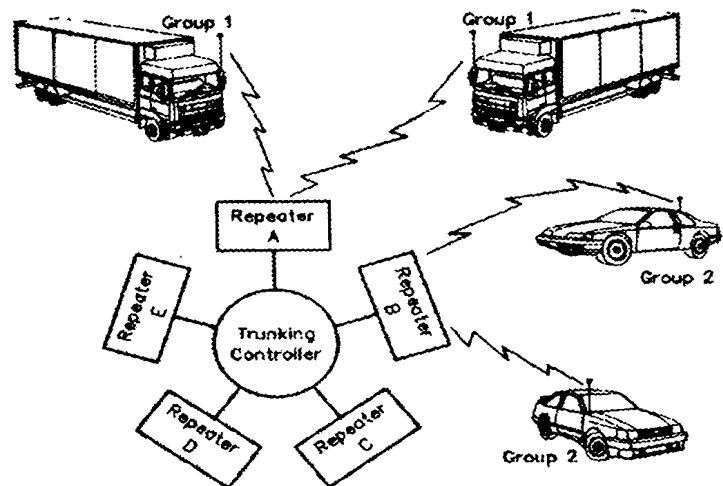 Group 1
Group 1
Repeater
A
Repeater
B
Group 2
Repeater
E
Trunking
Controller
Repeater
D
Repeater
C
Group 2